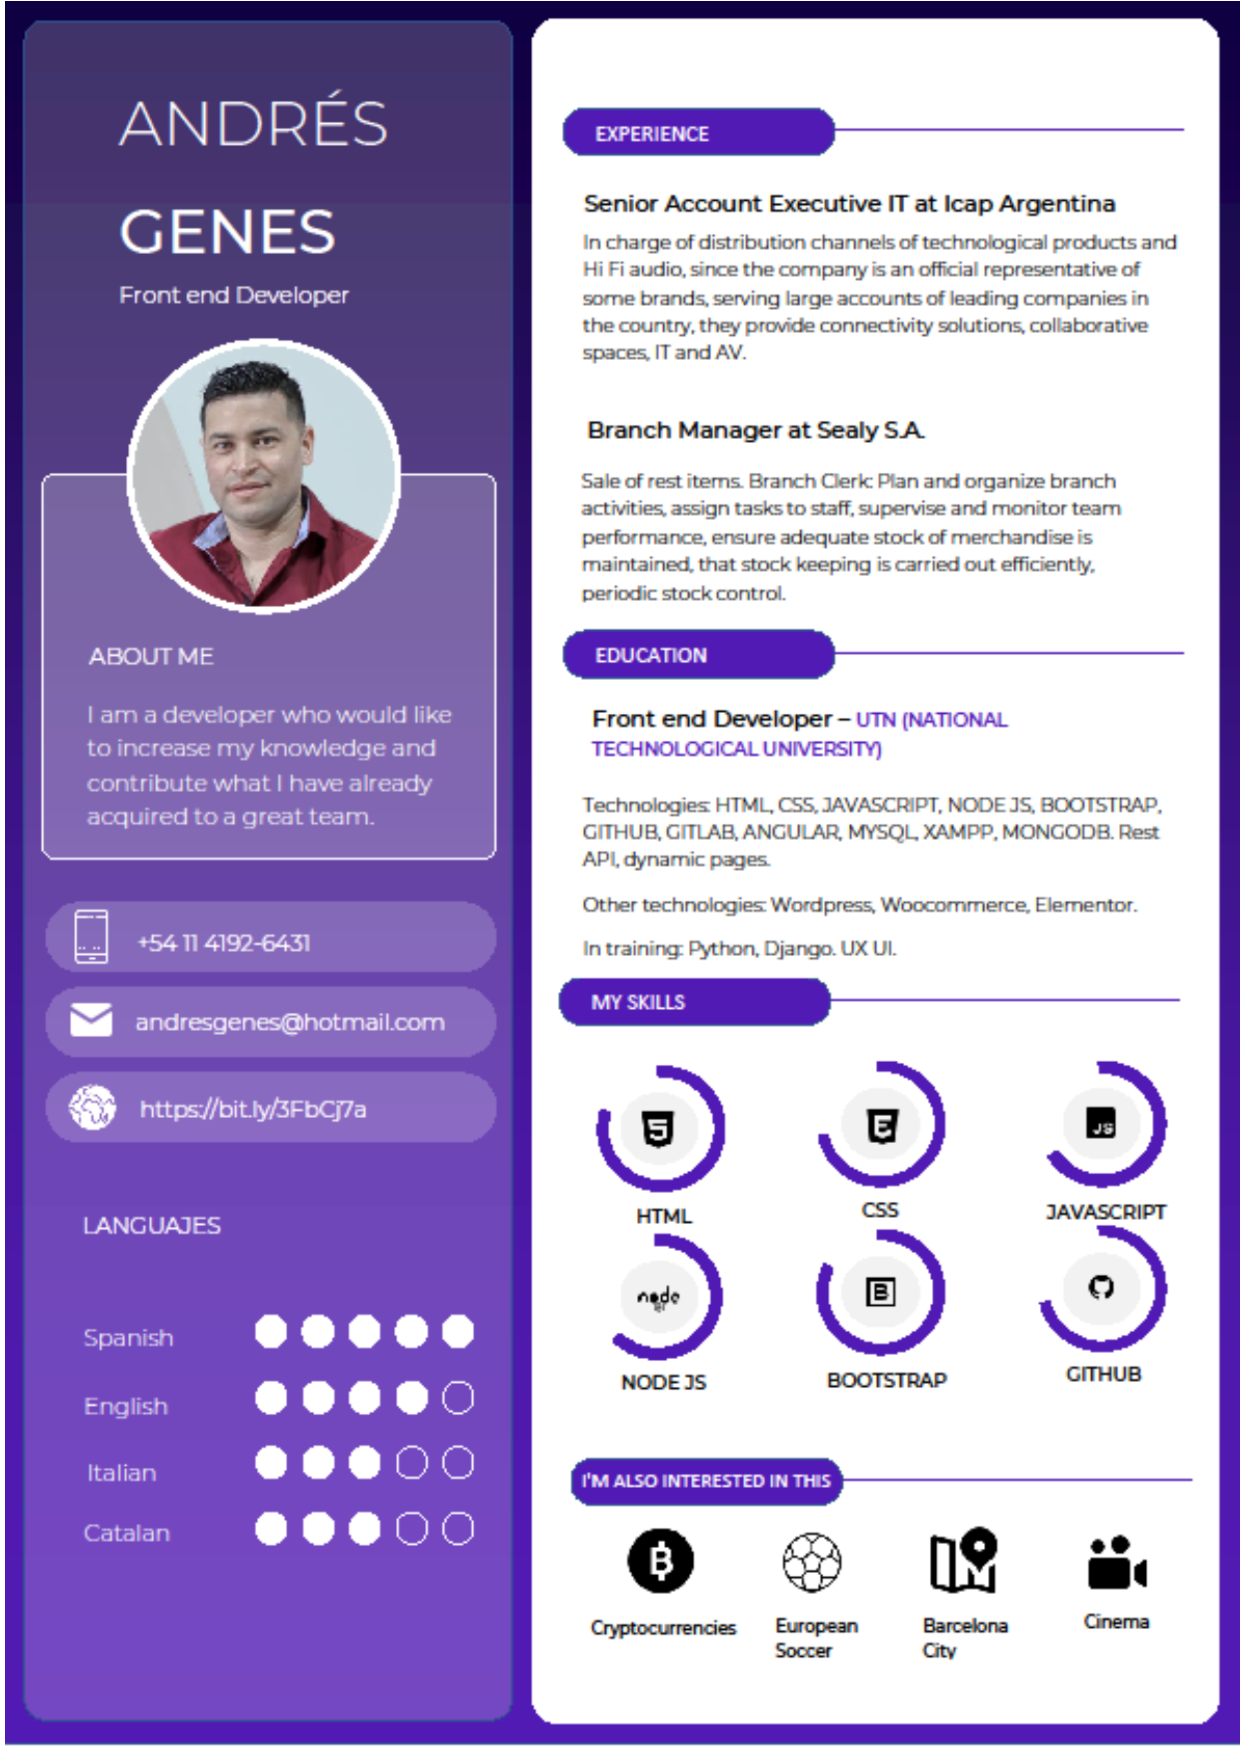 ANDRÉS
GENES
Front end Developer
ABOUT ME
I am a developer who would like
to increase my knowledge and
contribute what I have already
acquired to a great team.
+54 11 4192-6431
andresgenes@hotmail.com
https://bit.ly/3FbCj7a
LANGUAJES
Spanish
English
Italian
Catalan
EXPERIENCE
Senior Account Executive IT at Icap Argentina
In charge of distribution channels of technological products and
Hi Fi audio, since the company is an official representative of
some brands, serving large accounts of leading companies in
the country, they provide connectivity solutions, collaborative
spaces, IT and AV.
Branch Manager at Sealy S.A.
Sale of rest items. Branch Clerk: Plan and organize branch
activities, assign tasks to staff, supervise and monitor team
performance, ensure adequate stock of merchandise is
maintained, that stock keeping is carried out efficiently,
periodic stock control.
EDUCATION
Front end Developer – UTN (NATIONAL
TECHNOLOGICAL UNIVERSITY)
Technologies: HTML, CSS, JAVASCRIPT, NODE JS, BOOTSTRAP,
GITHUB, GITLAB, ANGULAR, MYSQL, XAMPP, MONGODB. Rest
API, dynamic pages.
Other technologies: Wordpress, Woocommerce, Elementor.
In training: Python, Django. UX UI.
MY SKILLS
JS
HTML
CSS
JAVASCRIPT
node
B
NODE JS
BOOTSTRAP
GITHUB
I'M ALSO INTERESTED IN THIS
Cryptocurrencies
European
Soccer
Barcelona
City
Cinema